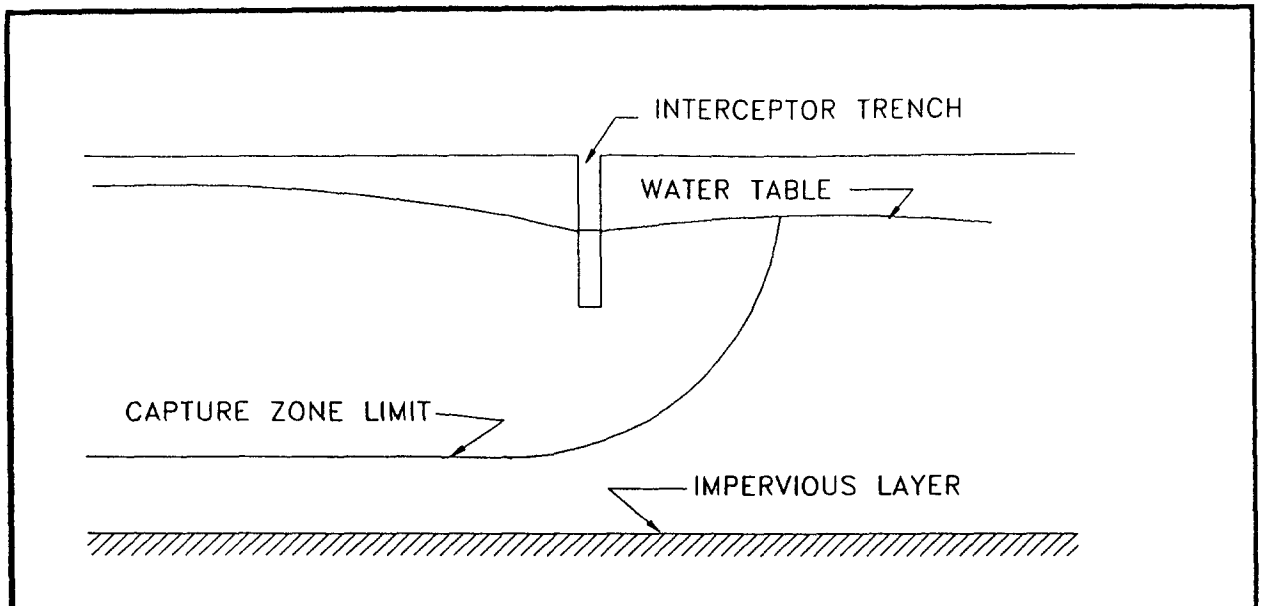 INTERCEPTOR TRENCH
WATER TABLE
CAPTURE ZONE LIMIT
IMPERVIOUS LAYER